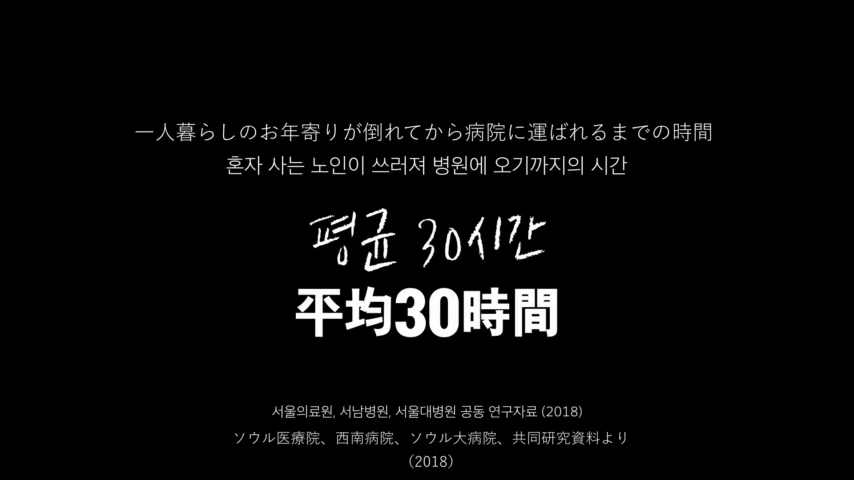 一人暮らしのお年寄りが倒れてから病院に運ばれるまでの時間
혼자 사는 노인이 쓰러져 병원에 오기까지의 시간
평균 30시간
平均30時間
서울의료원, 서남병원, 서울대병원 공동 연구자료 (2018)
ソウル医療院、西南病院、ソウル大病院、共同研究資料より
(2018)